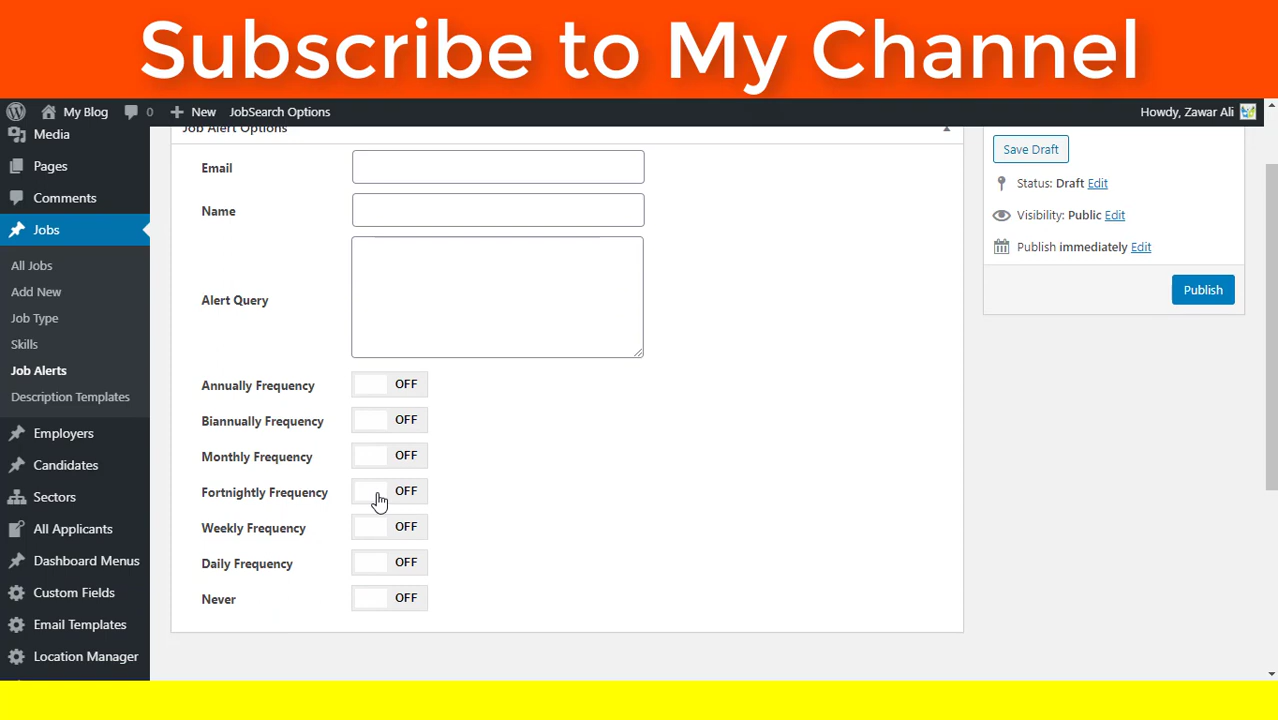 Subscribe to My Channel
My Blog 0 New JobSearch Options Howdy, Zawar Ali
Media
Pages
Comments
Jobs
All Jobs
Add New
Job Type
Skills
Job Alerts
Description Templates
Employers
Candidates
Sectors
All Applicants
Dashboard Menus
Custom Fields
Email Templates
Location Manager
Job Alert Options
Email
Name
Alert Query
Annually Frequency OFF
Biannually Frequency OFF
Monthly Frequency OFF
Fortnightly Frequency OFF
Weekly Frequency OFF
Daily Frequency OFF
Never OFF
Save Draft
Status: Draft Edit
Visibility: Public Edit
Publish immediately Edit
Publish